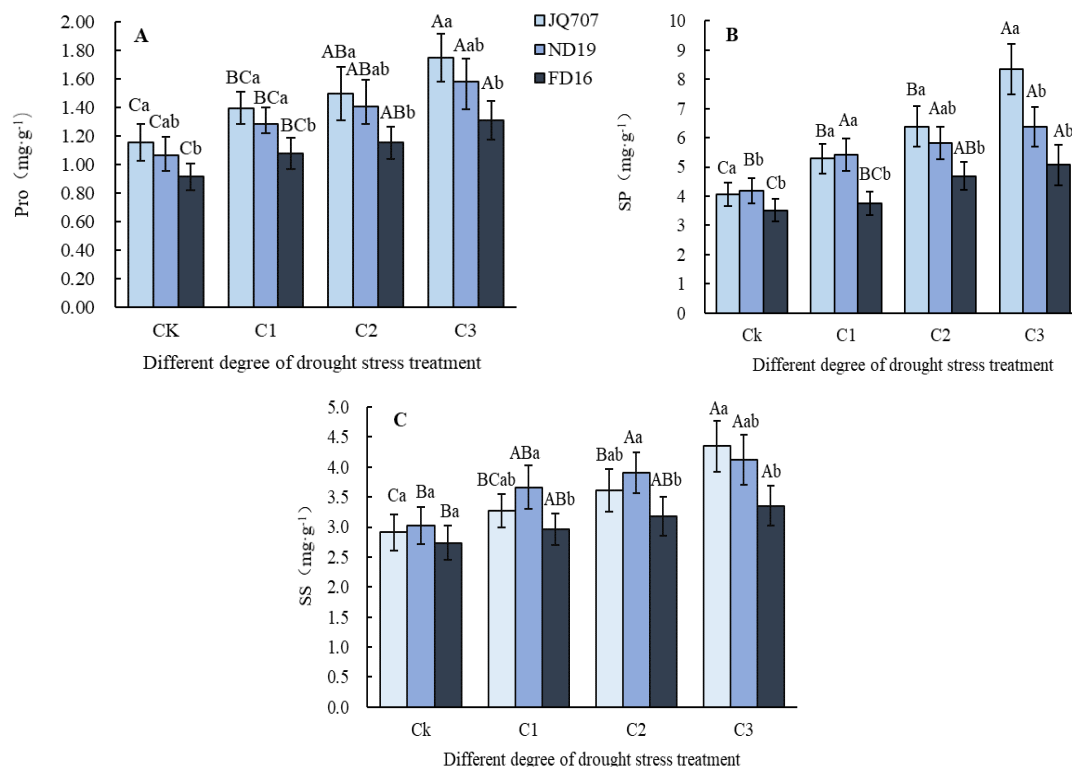 A
JQ707
ND19
FD16
Pro（mg·g-1）
2.00
1.80
1.60
1.40
1.20
1.00
0.80
0.60
0.40
0.20
0.00
Ca Cab Cb
BCa BCa BCb
ABa ABab ABb
Aa Aab Ab
CK C1 C2 C3
Different degree of drought stress treatment
B
SP（mg·g-1）
10
9
8
7
6
5
4
3
2
1
0
Ca Bb Cb
Ba Aa BCb
Ba Aab ABb
Aa Ab Ab
Ck C1 C2 C3
Different degree of drought stress treatment
C
SS（mg·g-1）
5.0
4.5
4.0
3.5
3.0
2.5
2.0
1.5
1.0
0.5
0.0
Ca Ba Ba
BCab ABa ABb
Bab Aa ABb
Aa Aab Ab
Ck C1 C2 C3
Different degree of drought stress treatment